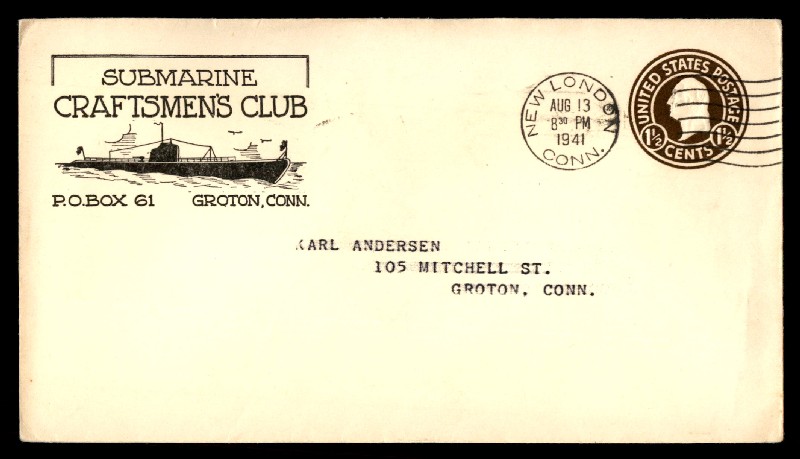 SUBMARINE
CRAFTSMEN'S CLUB
P.O. BOX 61 GROTON, CONN.
NEW LONDON
AUG 13
8 30 PM
1941
CONN.
UNITED STATES POSTAGE
1½ CENTS 1½
KARL ANDERSEN
105 MITCHELL ST.
GROTON, CONN.